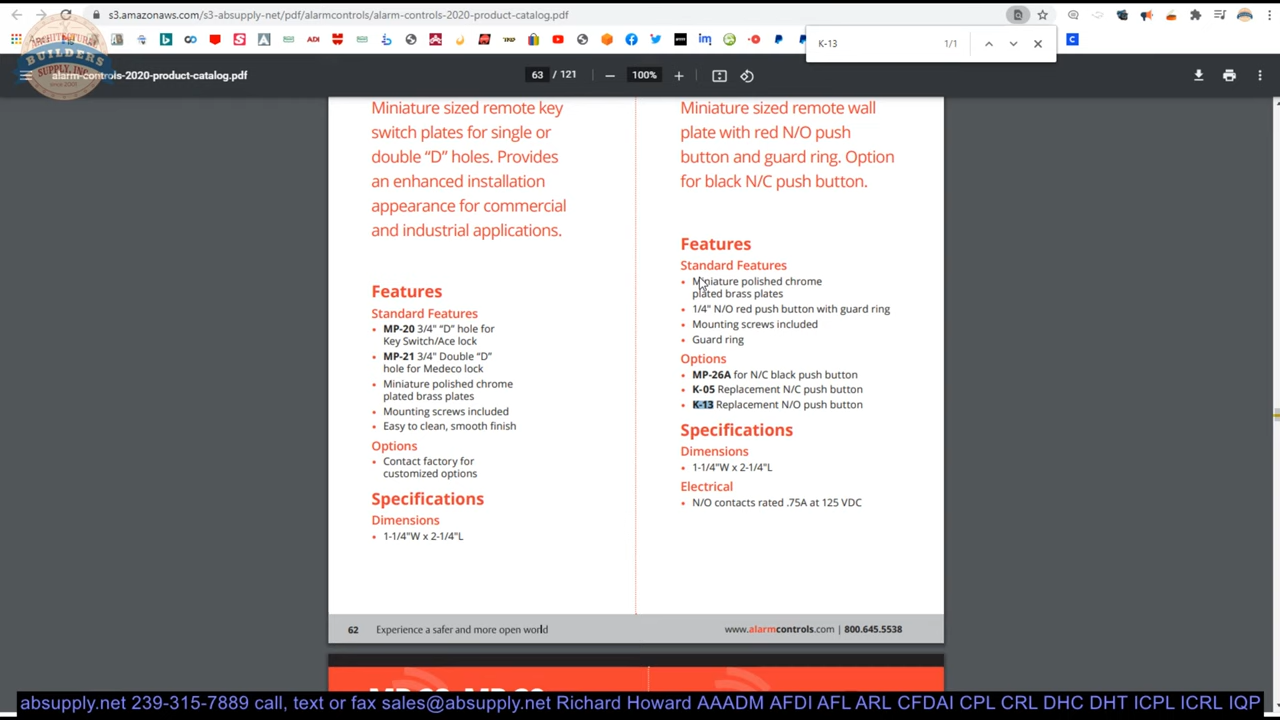 s3.amazonaws.com/s3-absupply-net/pdf/alarmcontrols/alarm-controls-2020-product-catalog.pdf
K-13
1/1
ARCHITECTURAL
BUILDERS
SUPPLY, INC.
alarm-controls-2020-product-catalog.pdf
63 / 121
100%
Miniature sized remote key
switch plates for single or
double “D” holes. Provides
an enhanced installation
appearance for commercial
and industrial applications.
Features
Standard Features
• MP-20 3/4" “D” hole for
Key Switch/Ace lock
• MP-21 3/4" Double “D”
hole for Medeco lock
• Miniature polished chrome
plated brass plates
• Mounting screws included
• Easy to clean, smooth finish
Options
• Contact factory for
customized options
Specifications
Dimensions
• 1-1/4"W x 2-1/4"L
Miniature sized remote wall
plate with red N/O push
button and guard ring. Option
for black N/C push button.
Features
Standard Features
• Miniature polished chrome
plated brass plates
• 1/4" N/O red push button with guard ring
• Mounting screws included
• Guard ring
Options
• MP-26A for N/C black push button
• K-05 Replacement N/C push button
• K-13 Replacement N/O push button
Specifications
Dimensions
• 1-1/4"W x 2-1/4"L
Electrical
• N/O contacts rated .75A at 125 VDC
62 Experience a safer and more open world
www.alarmcontrols.com | 800.645.5538
absupply.net 239-315-7889 call, text or fax sales@absupply.net Richard Howard AAADM AFDI AFL ARL CFDAI CPL CRL DHC DHT ICPL ICRL IQP